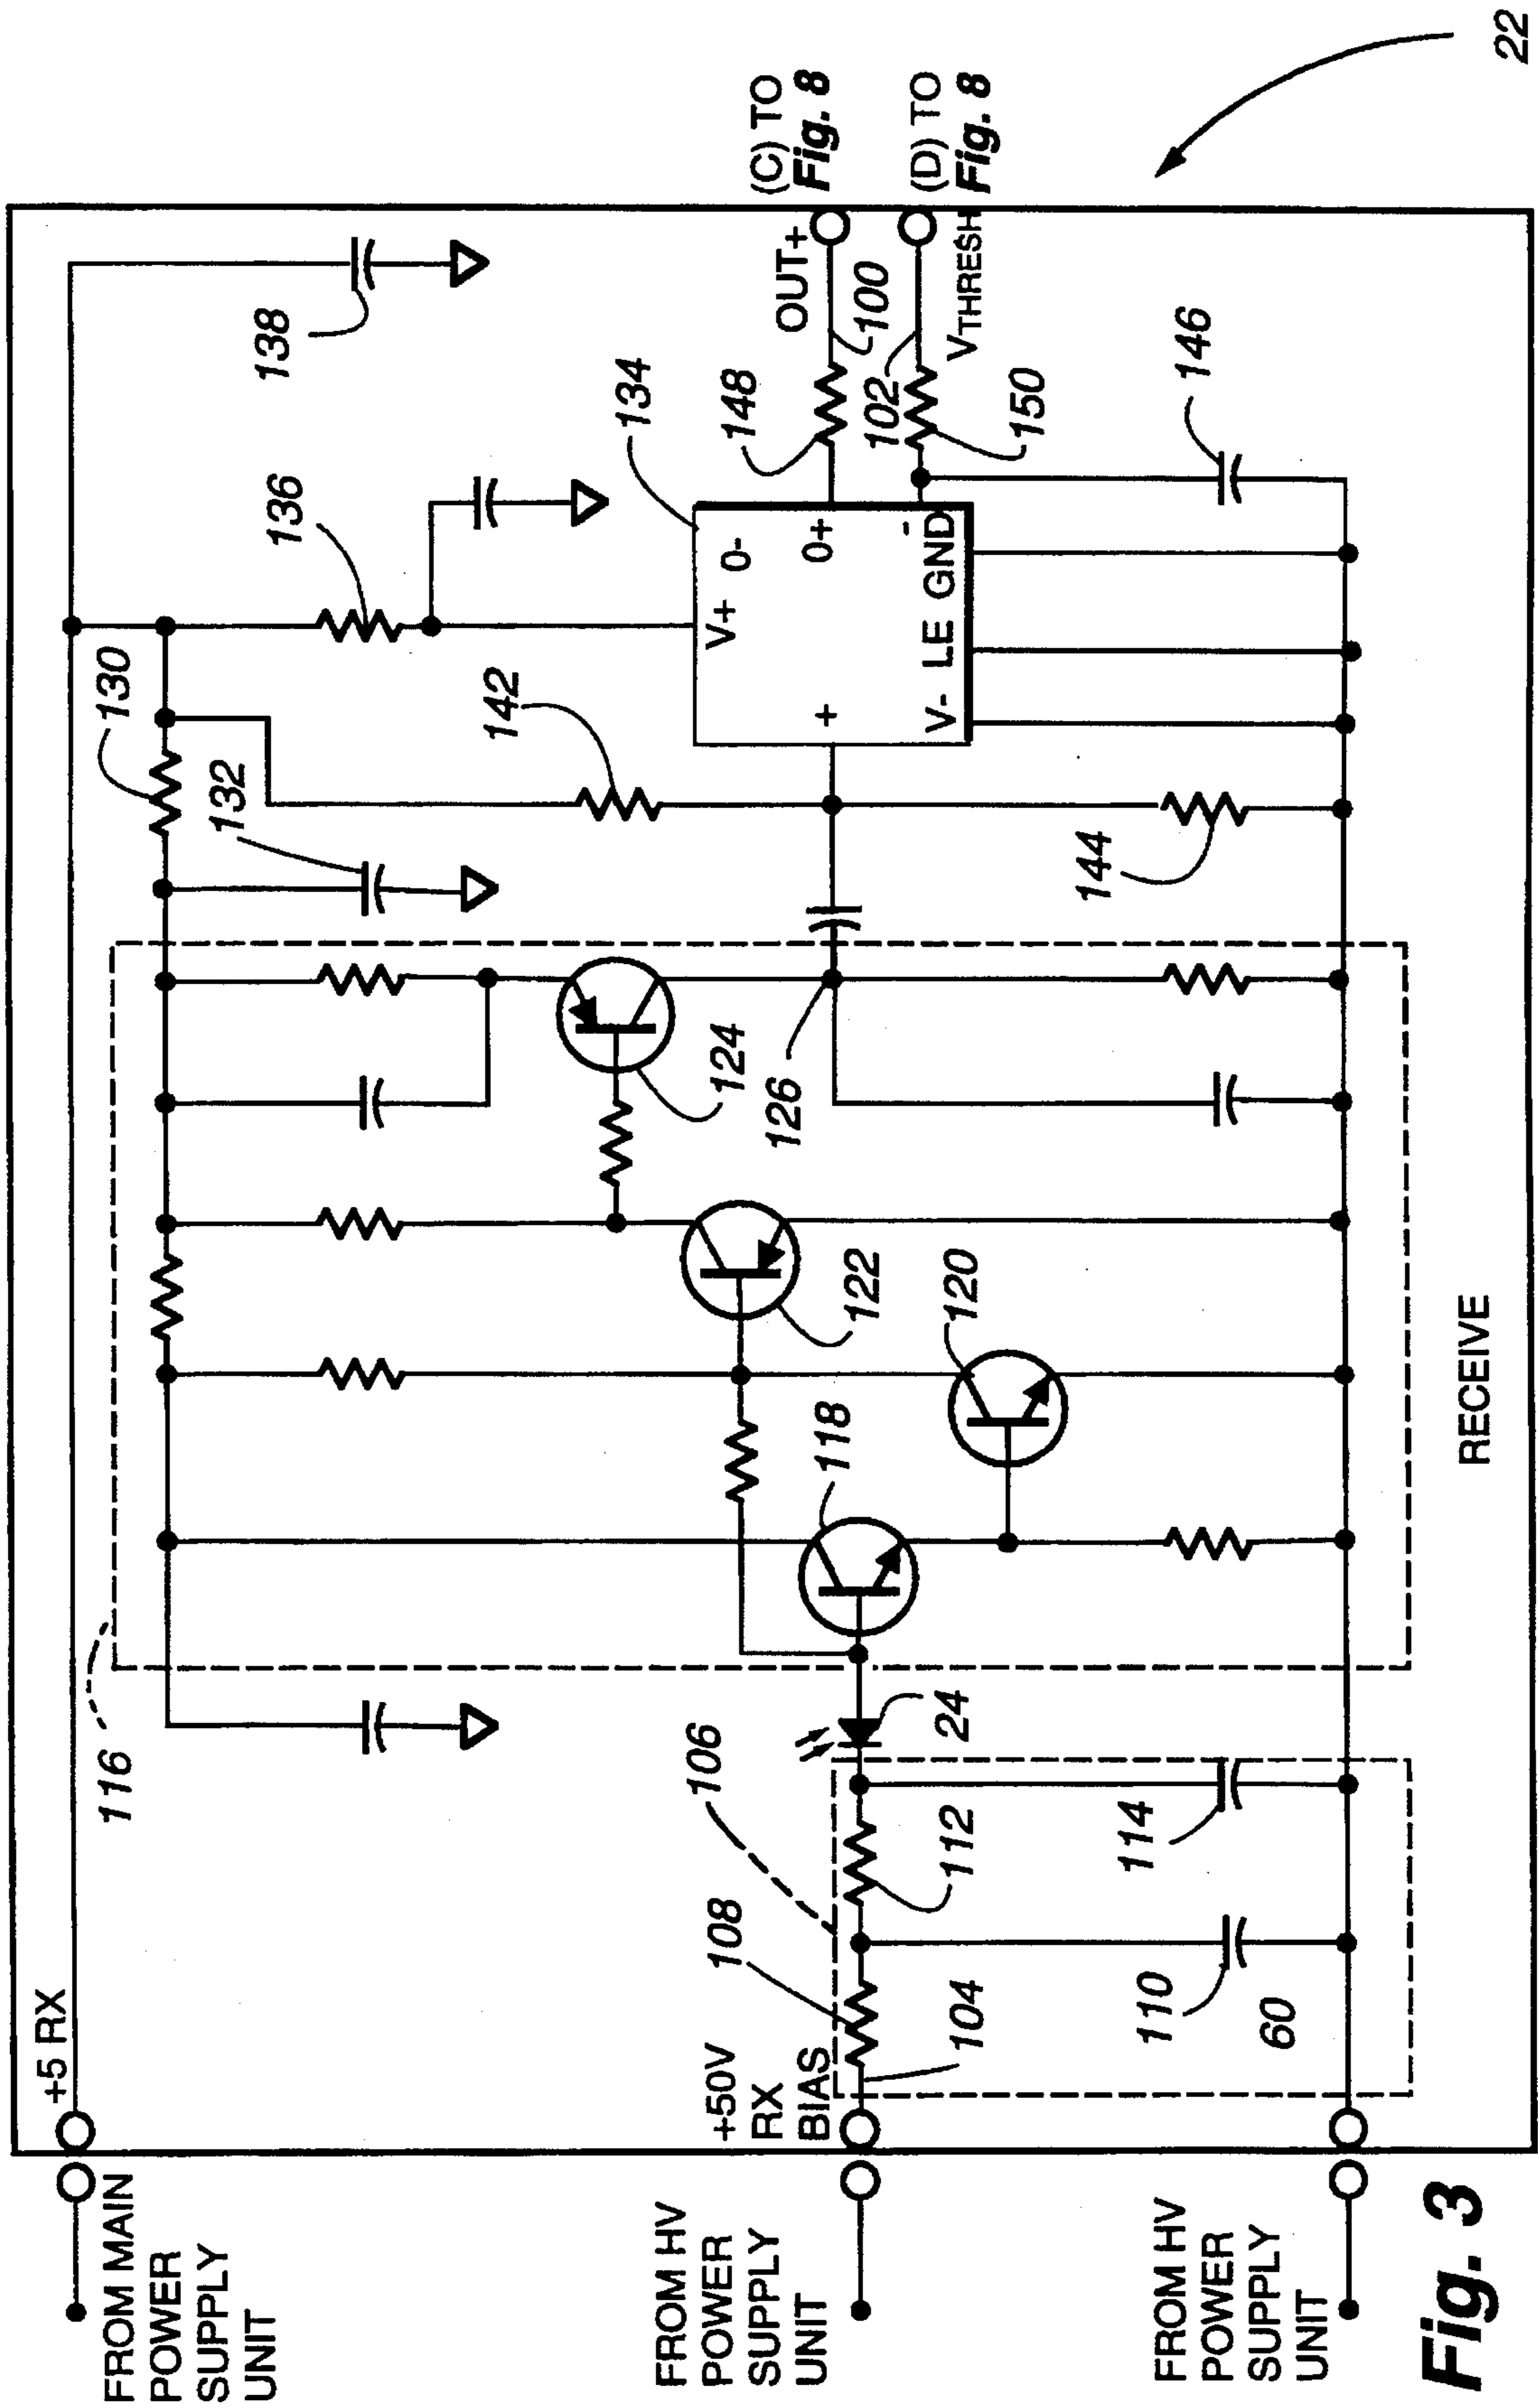 FROM MAIN
POWER
SUPPLY
UNIT
+5 RX
116
130
132
136
138
142
134
148
OUT+
100
(C) TO
Fig. 8
V+ 0-
+ 0+
-
V- LE GND
102
(D) TO
Fig. 8
VTHRESH
150
146
144
124
126
122
120
118
24
106
FROM HV
POWER
SUPPLY
UNIT
+50V
RX
BIAS
108
104
112
114
110
60
FROM HV
POWER
SUPPLY
UNIT
RECEIVE
22
Fig. 3